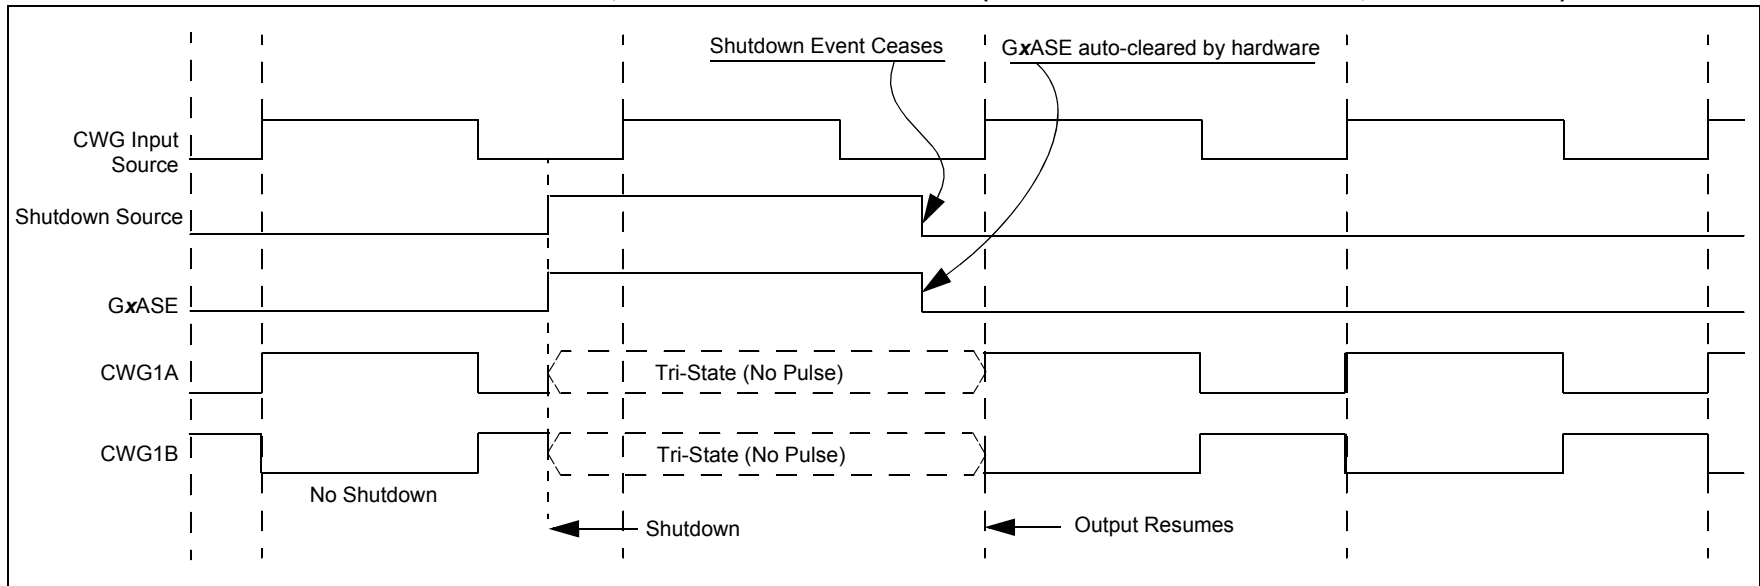 Shutdown Event Ceases
GxASE auto-cleared by hardware
CWG Input
Source
Shutdown Source
GxASE
CWG1A
Tri-State (No Pulse)
CWG1B
Tri-State (No Pulse)
No Shutdown
Shutdown
Output Resumes